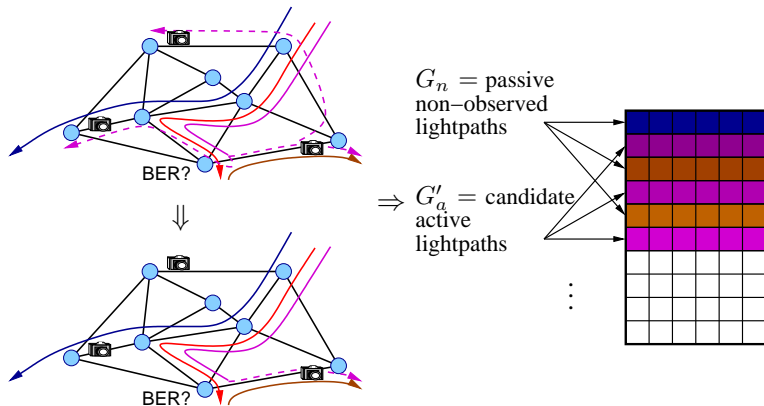 BER?
⇓
BER?
⇒
G_n = passive
non–observed
lightpaths
G′_a = candidate
active
lightpaths
⋮